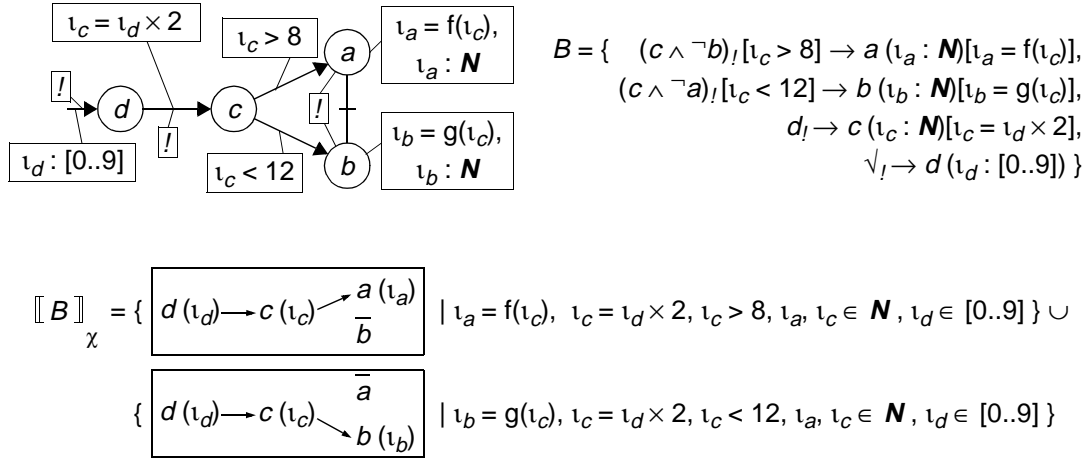 ι_c = ι_d × 2
ι_c > 8
a
ι_a = f(ι_c),
ι_a : N
!
d
c
!
!
ι_d : [0..9]
ι_c < 12
b
ι_b = g(ι_c),
ι_b : N
B = { (c ∧ ¬b)_! [ι_c > 8] → a (ι_a : N)[ι_a = f(ι_c)],
(c ∧ ¬a)_! [ι_c < 12] → b (ι_b : N)[ι_b = g(ι_c)],
d_! → c (ι_c : N)[ι_c = ι_d × 2],
√_! → d (ι_d : [0..9]) }
⟦ B ⟧_χ = { d (ι_d) → c (ι_c) → a (ι_a) b̅ | ι_a = f(ι_c), ι_c = ι_d × 2, ι_c > 8, ι_a, ι_c ∈ N , ι_d ∈ [0..9] } ∪
{ d (ι_d) → c (ι_c) a̅ → b (ι_b) | ι_b = g(ι_c), ι_c = ι_d × 2, ι_c < 12, ι_a, ι_c ∈ N , ι_d ∈ [0..9] }